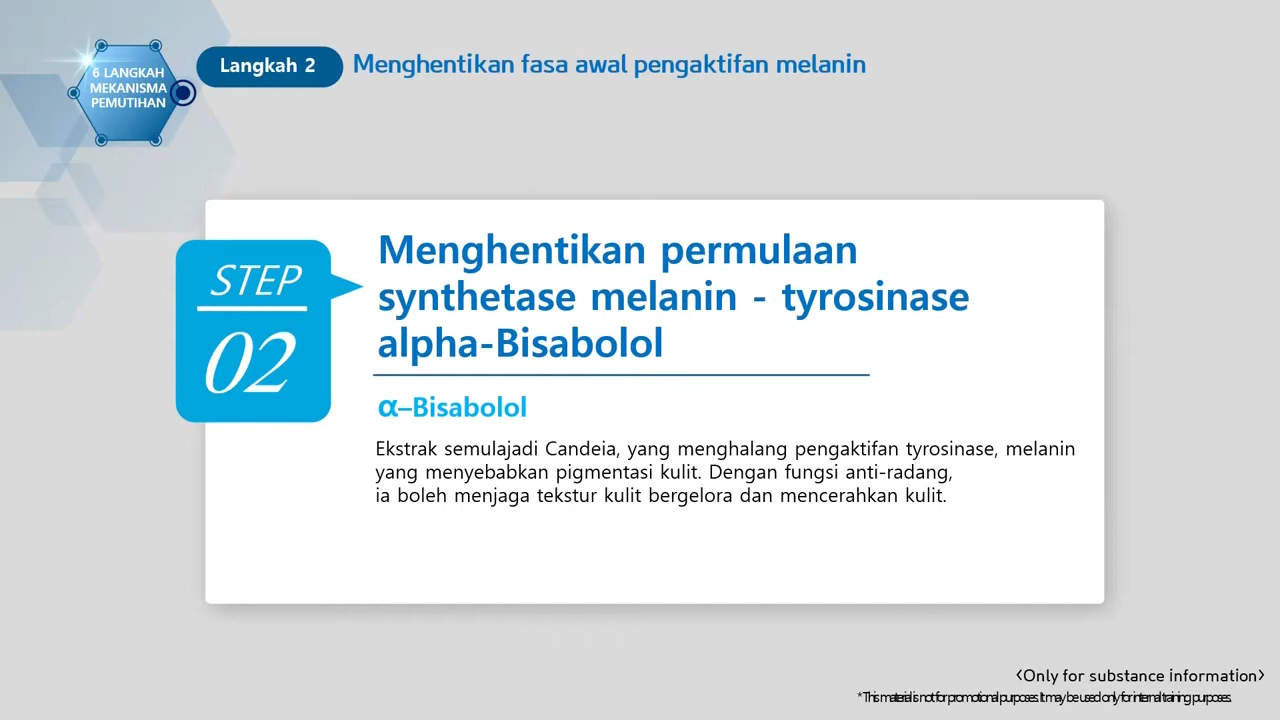 6 LANGKAH
MEKANISMA
PEMUTIHAN
Langkah 2
Menghentikan fasa awal pengaktifan melanin
STEP
02
Menghentikan permulaan
synthetase melanin - tyrosinase
alpha-Bisabolol
α–Bisabolol
Ekstrak semulajadi Candeia, yang menghalang pengaktifan tyrosinase, melanin
yang menyebabkan pigmentasi kulit. Dengan fungsi anti-radang,
ia boleh menjaga tekstur kulit bergelora dan mencerahkan kulit.
<Only for substance information>
*This material is not for promotional purposes. It may be used only for internal training purposes.